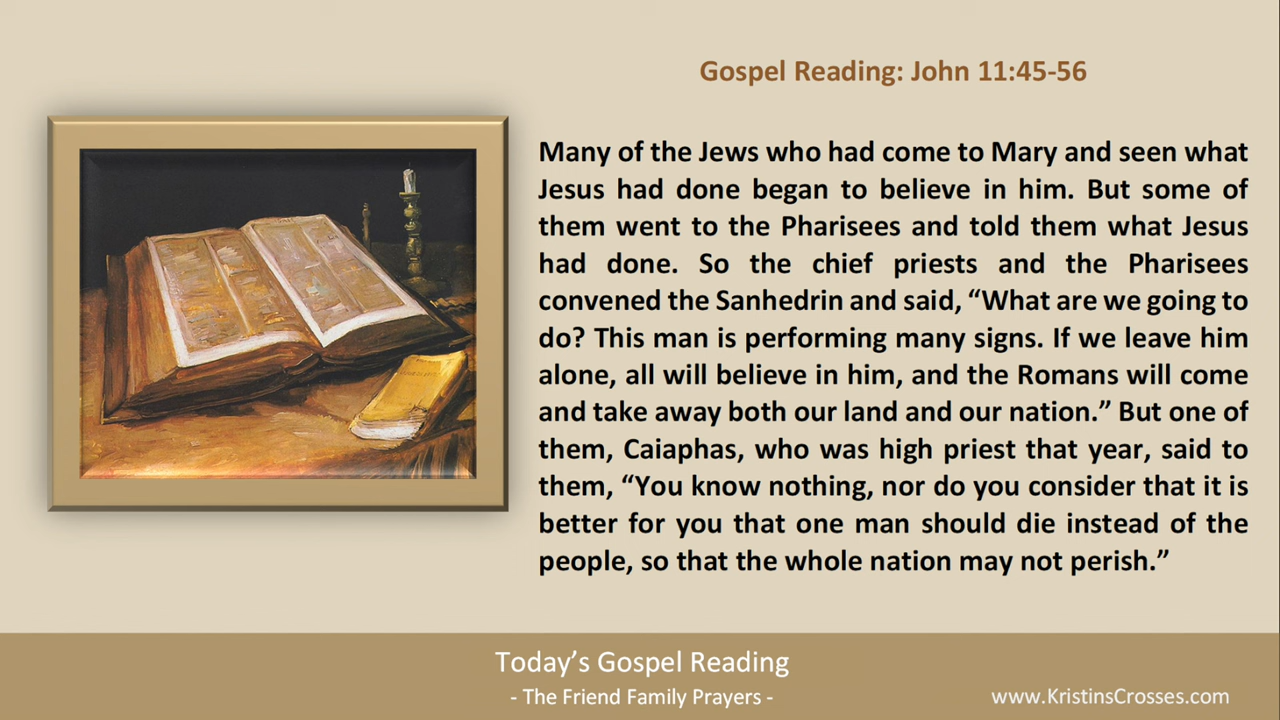 Gospel Reading: John 11:45-56
Many of the Jews who had come to Mary and seen what
Jesus had done began to believe in him. But some of
them went to the Pharisees and told them what Jesus
had done. So the chief priests and the Pharisees
convened the Sanhedrin and said, “What are we going to
do? This man is performing many signs. If we leave him
alone, all will believe in him, and the Romans will come
and take away both our land and our nation.” But one of
them, Caiaphas, who was high priest that year, said to
them, “You know nothing, nor do you consider that it is
better for you that one man should die instead of the
people, so that the whole nation may not perish.”
Today’s Gospel Reading
- The Friend Family Prayers -
www.KristinsCrosses.com